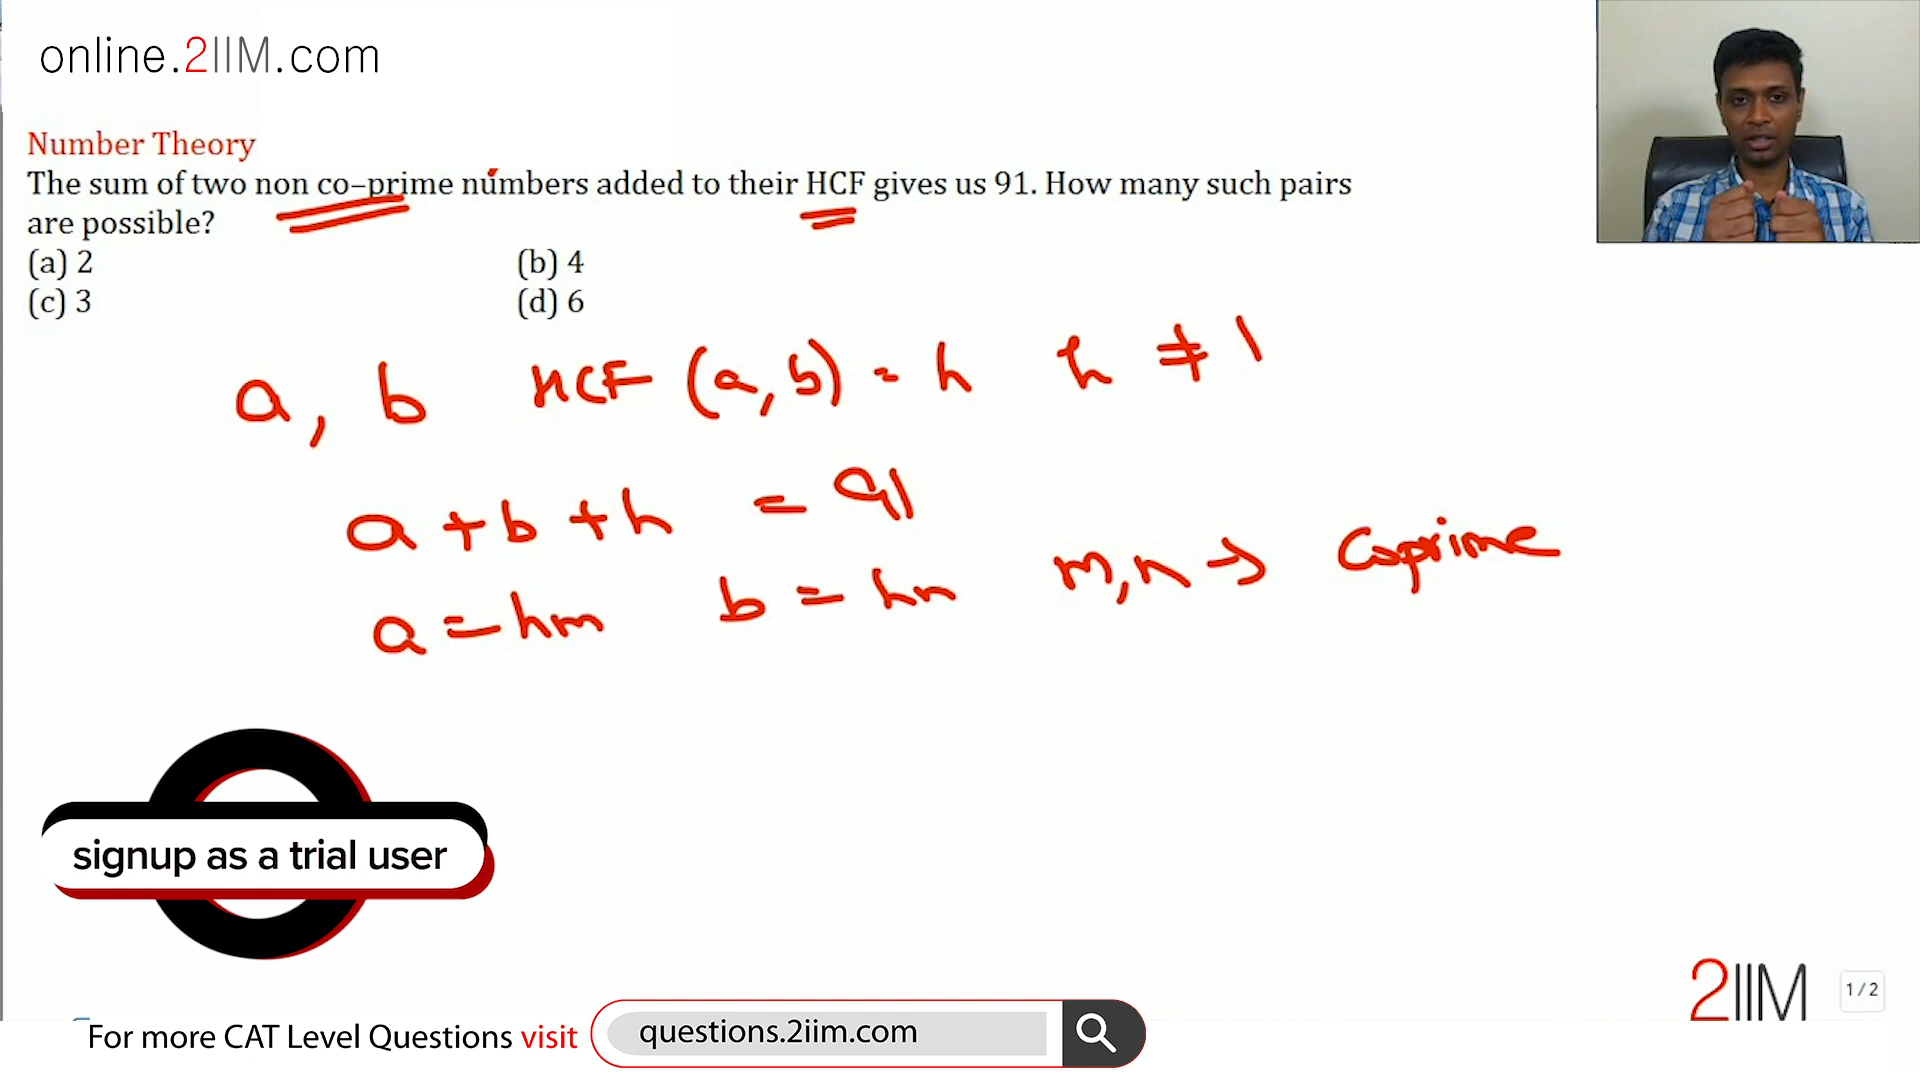 online.2IIM.com
Number Theory
The sum of two non co-prime numbers added to their HCF gives us 91. How many such pairs
are possible?
(a) 2 (b) 4
(c) 3 (d) 6
a, b HCF (a, b) = h h ≠ 1
a + b + h = 91
a = hm b = hn m, n → Coprime
signup as a trial user
2IIM 1 / 2
For more CAT Level Questions visit questions.2iim.com